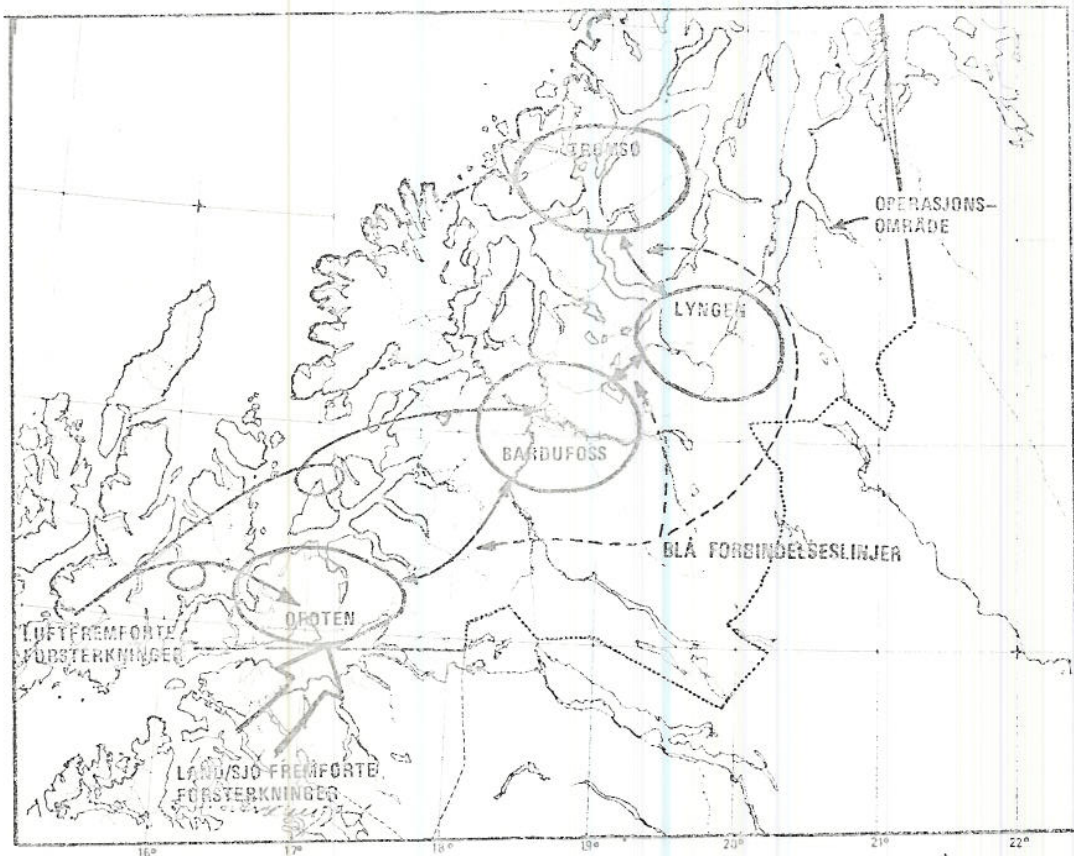 TROMSØ
OPERASJONS-
OMRÅDE
LYNGEN
BARDUFOSS
BLÅ FORBINDELSESLINJER
OFOTEN
LUFTFREMFØRTE
FORSTERKNINGER
LAND/SJØ FREMFØRTE
FORSTERKNINGER
16° 17° 18° 19° 20° 21° 22°